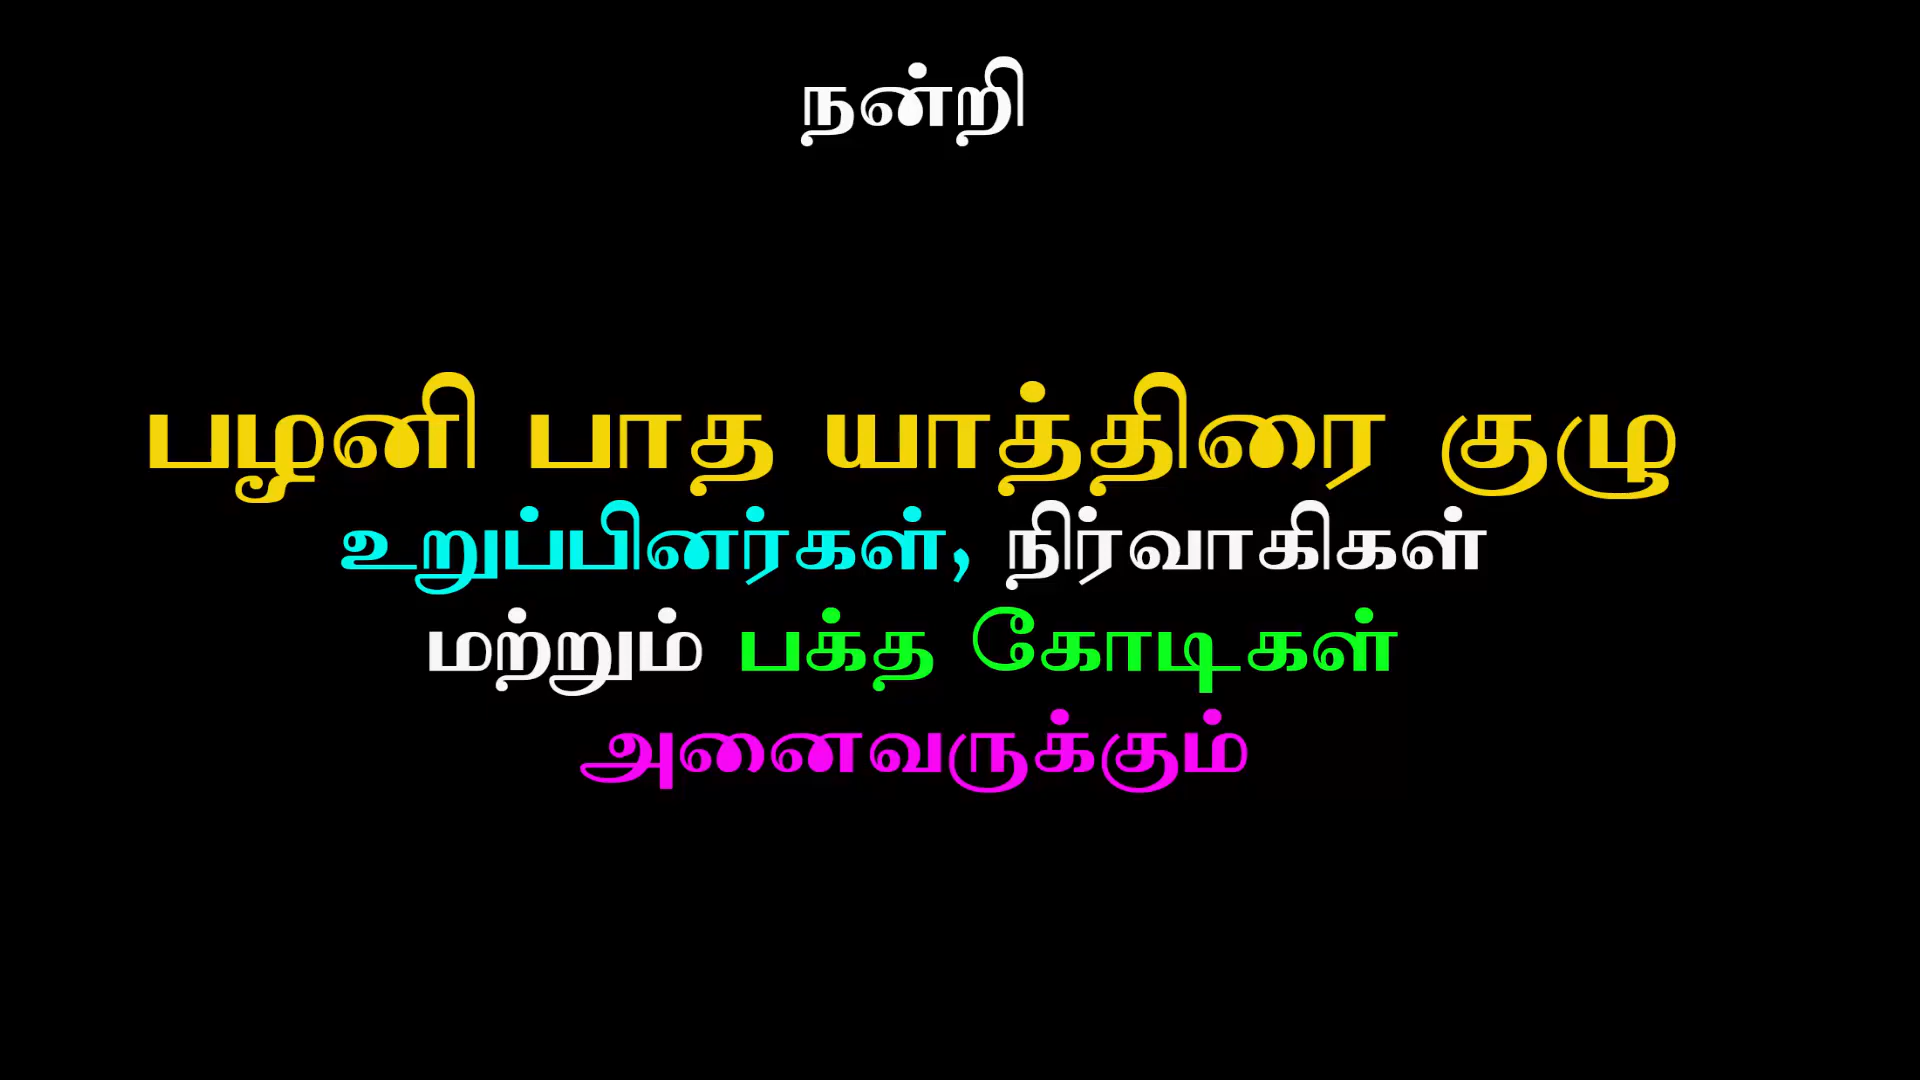 நன்றி
பழனி பாத யாத்திரை குழு
உறுப்பினர்கள், நிர்வாகிகள்
மற்றும் பக்த கோடிகள்
அனைவருக்கும்